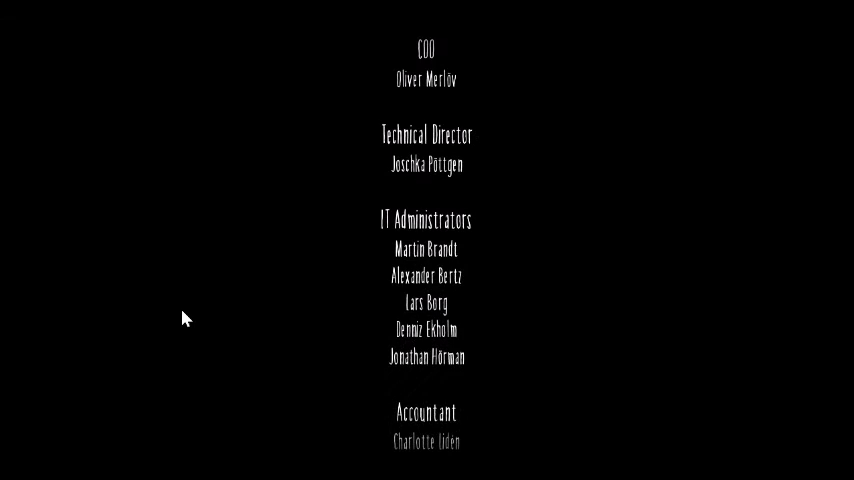 COO
Oliver Merlöv
Technical Director
Joschka Pöttgen
IT Administrators
Martin Brandt
Alexander Bertz
Lars Borg
Denniz Ekholm
Jonathan Hörman
Accountant
Charlotte Lidén